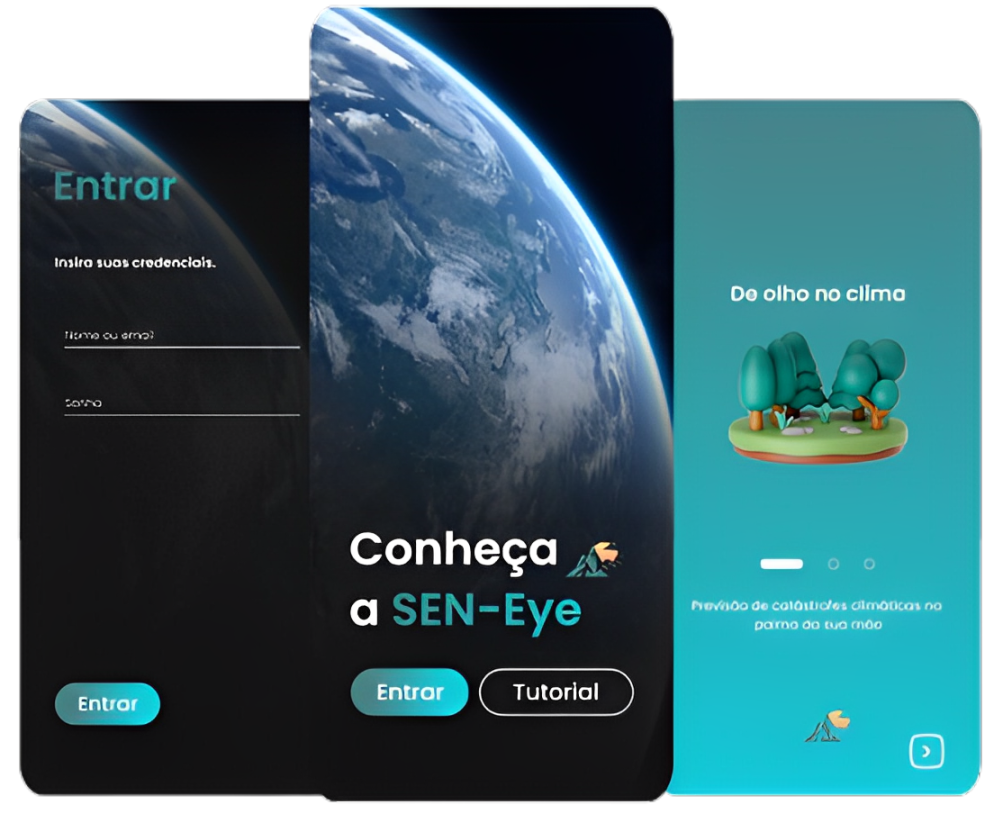 Entrar
Insira suas credenciais.
Nome ou email
Senha
Entrar
Conheça
a SEN-Eye
Entrar
Tutorial
De olho no clima
Previsão de catástrofes climáticas na
palma da sua mão